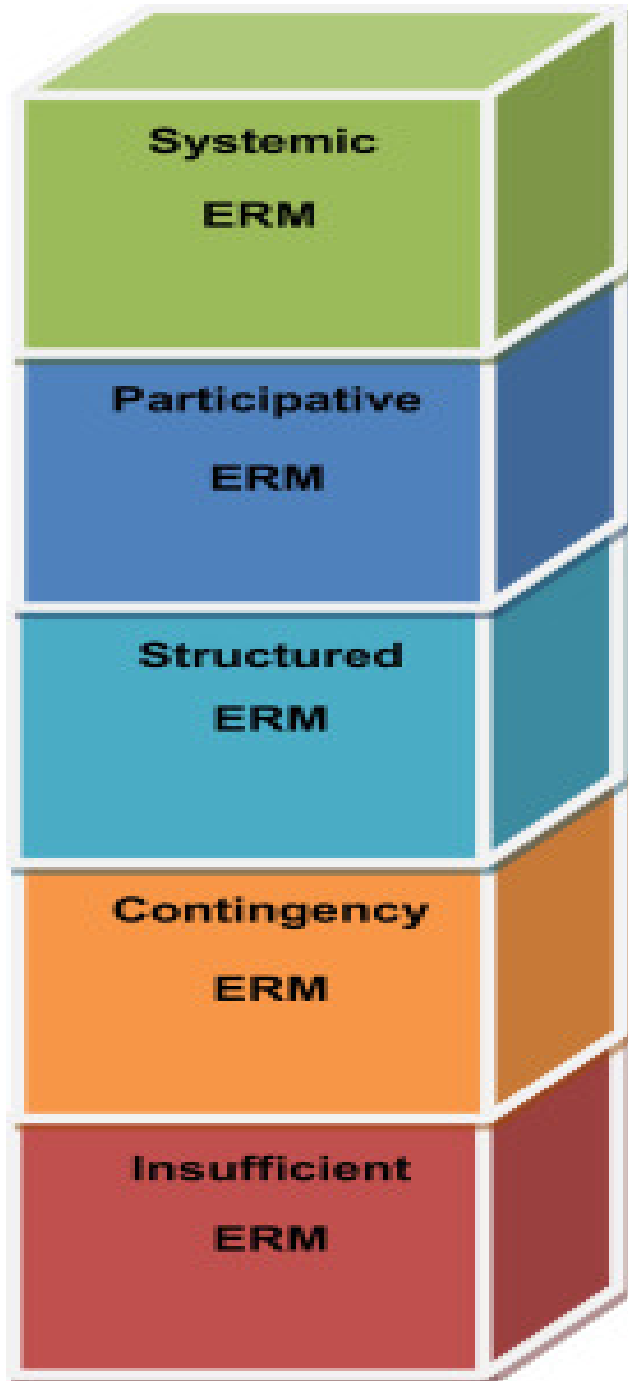 Systemic
ERM
Participative
ERM
Structured
ERM
Contingency
ERM
Insufficient
ERM